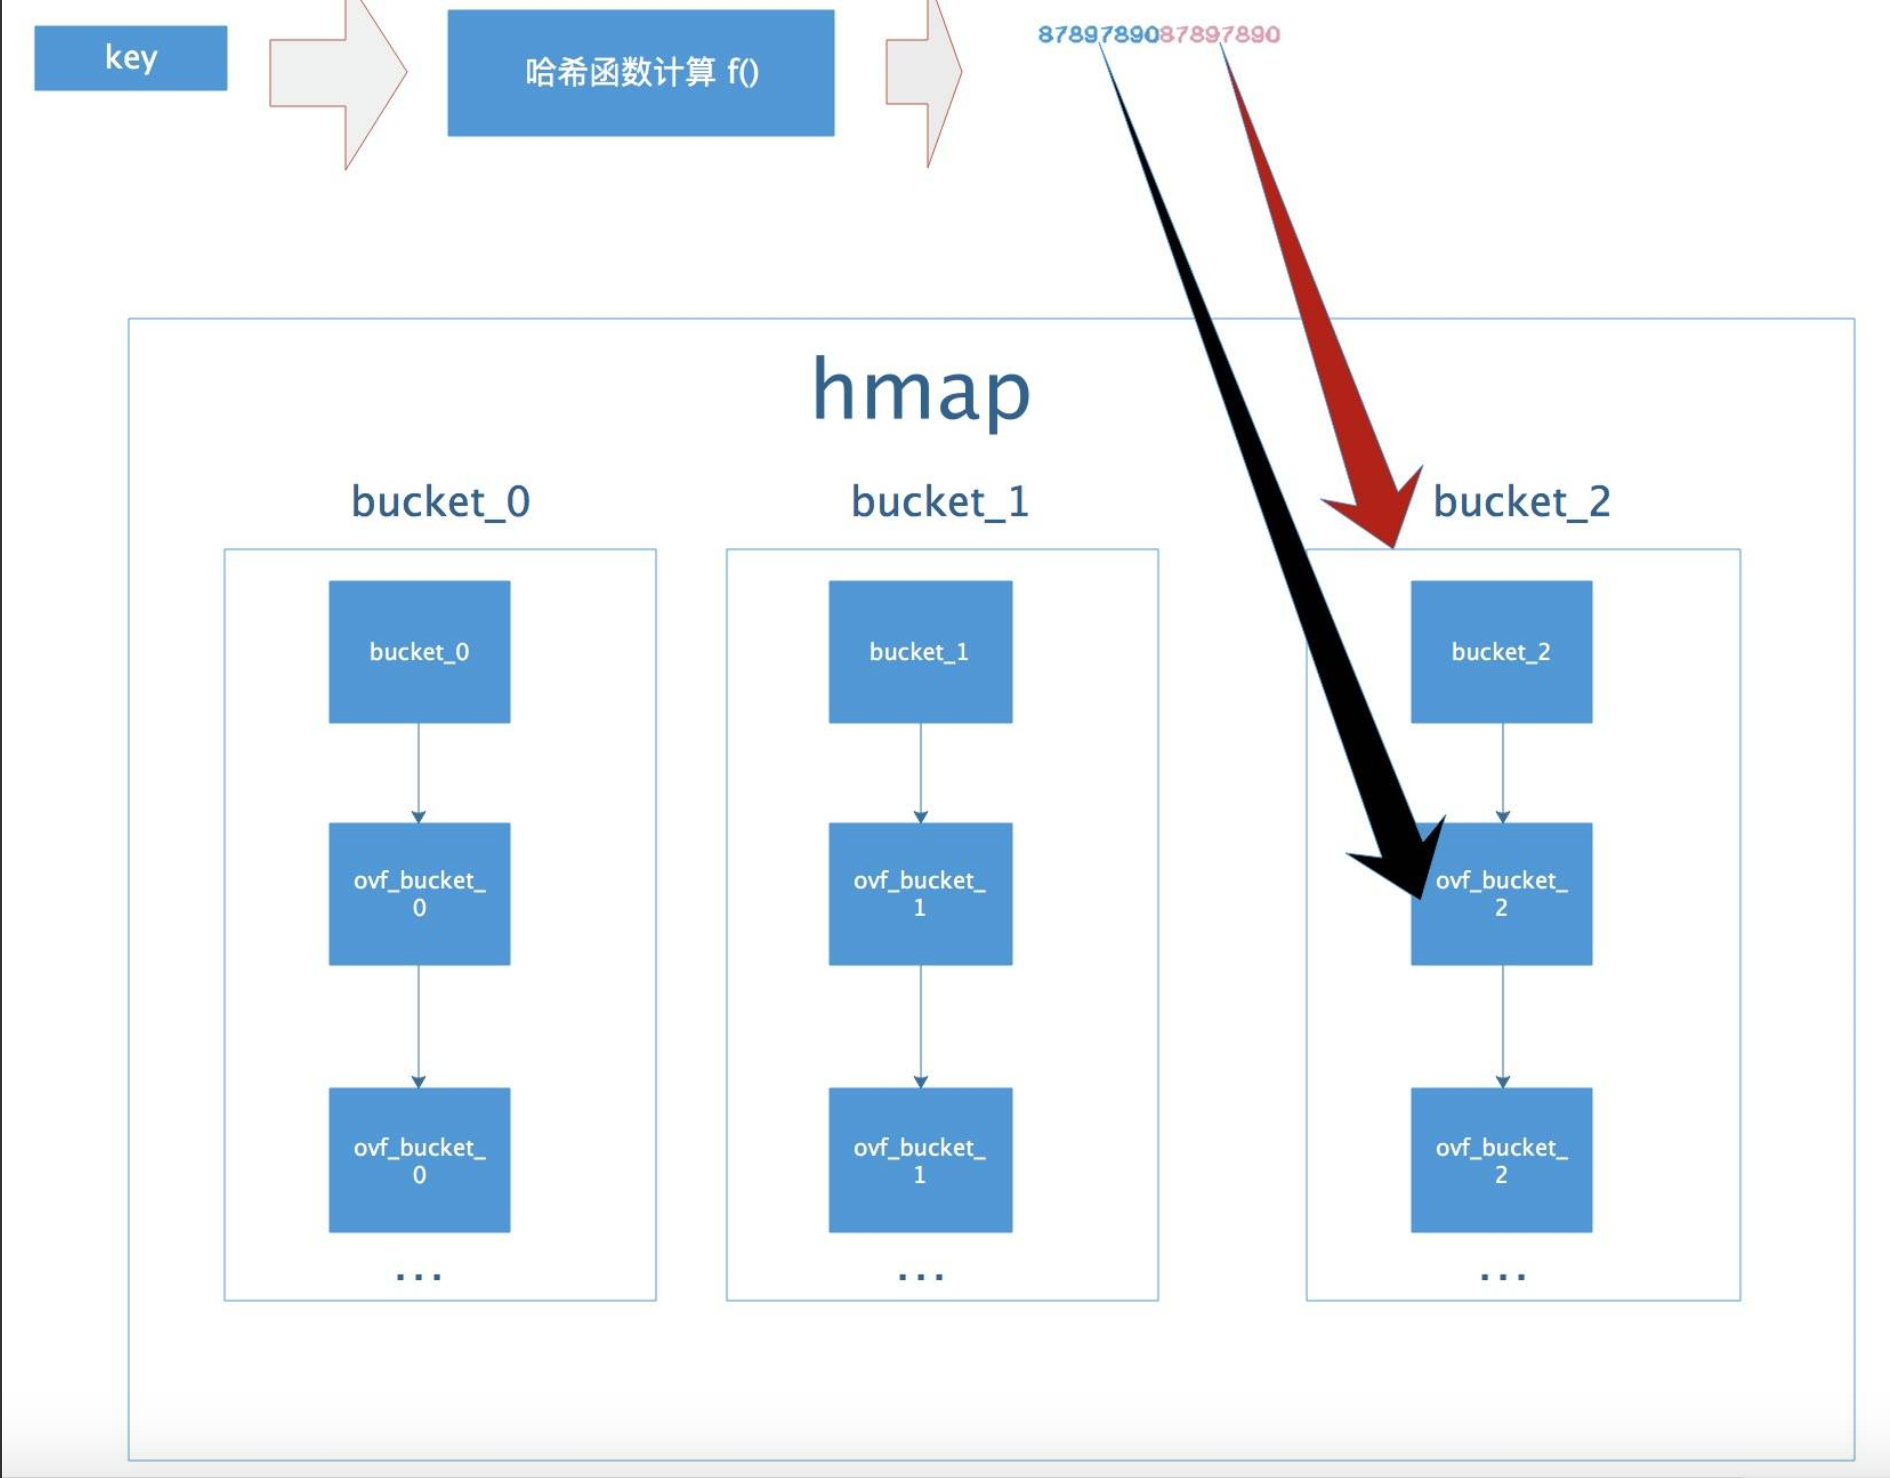 key
哈希函数计算 f()
8789789087897890
hmap
bucket_0
bucket_1
bucket_2
bucket_0
bucket_1
bucket_2
ovf_bucket_
0
ovf_bucket_
1
ovf_bucket_
2
ovf_bucket_
0
ovf_bucket_
1
ovf_bucket_
2
...
...
...